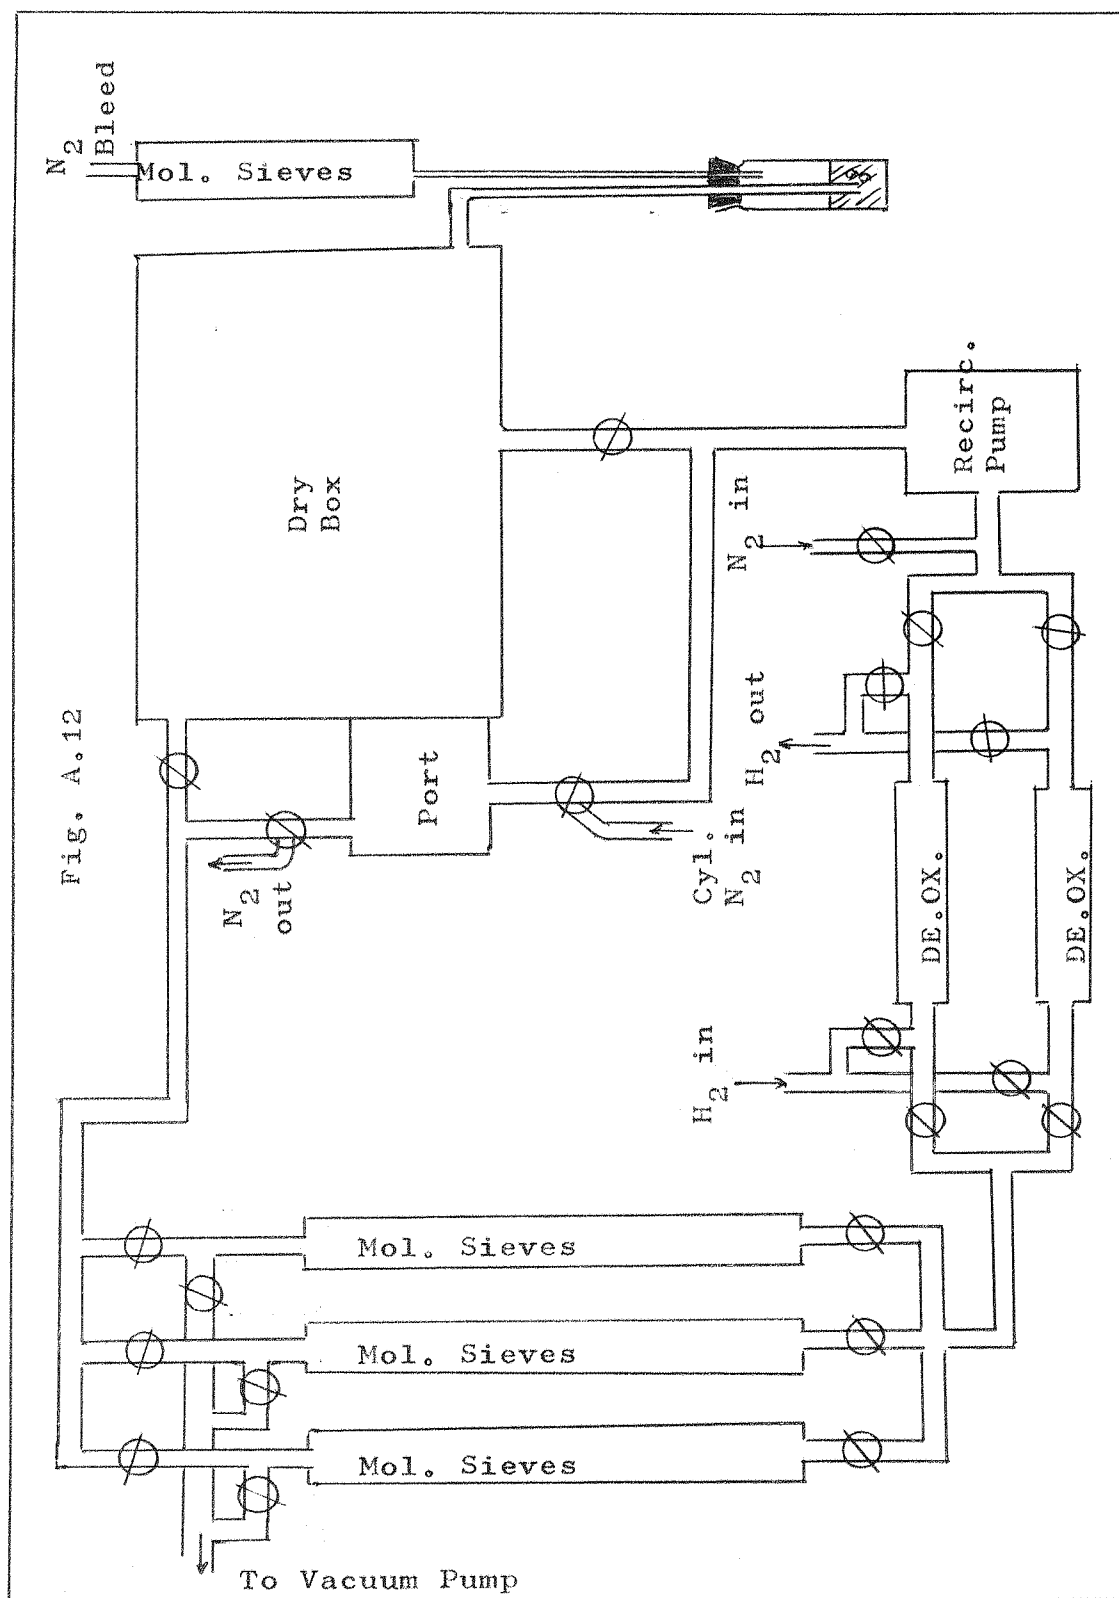 N2
Bleed
Mol. Sieves
Dry
Box
Recirc.
Pump
N2 in
H2 out
Fig. A.12
Port
N2
out
Cyl.
N2 in
DE.OX.
DE.OX.
H2 in
Mol. Sieves
Mol. Sieves
Mol. Sieves
To Vacuum Pump